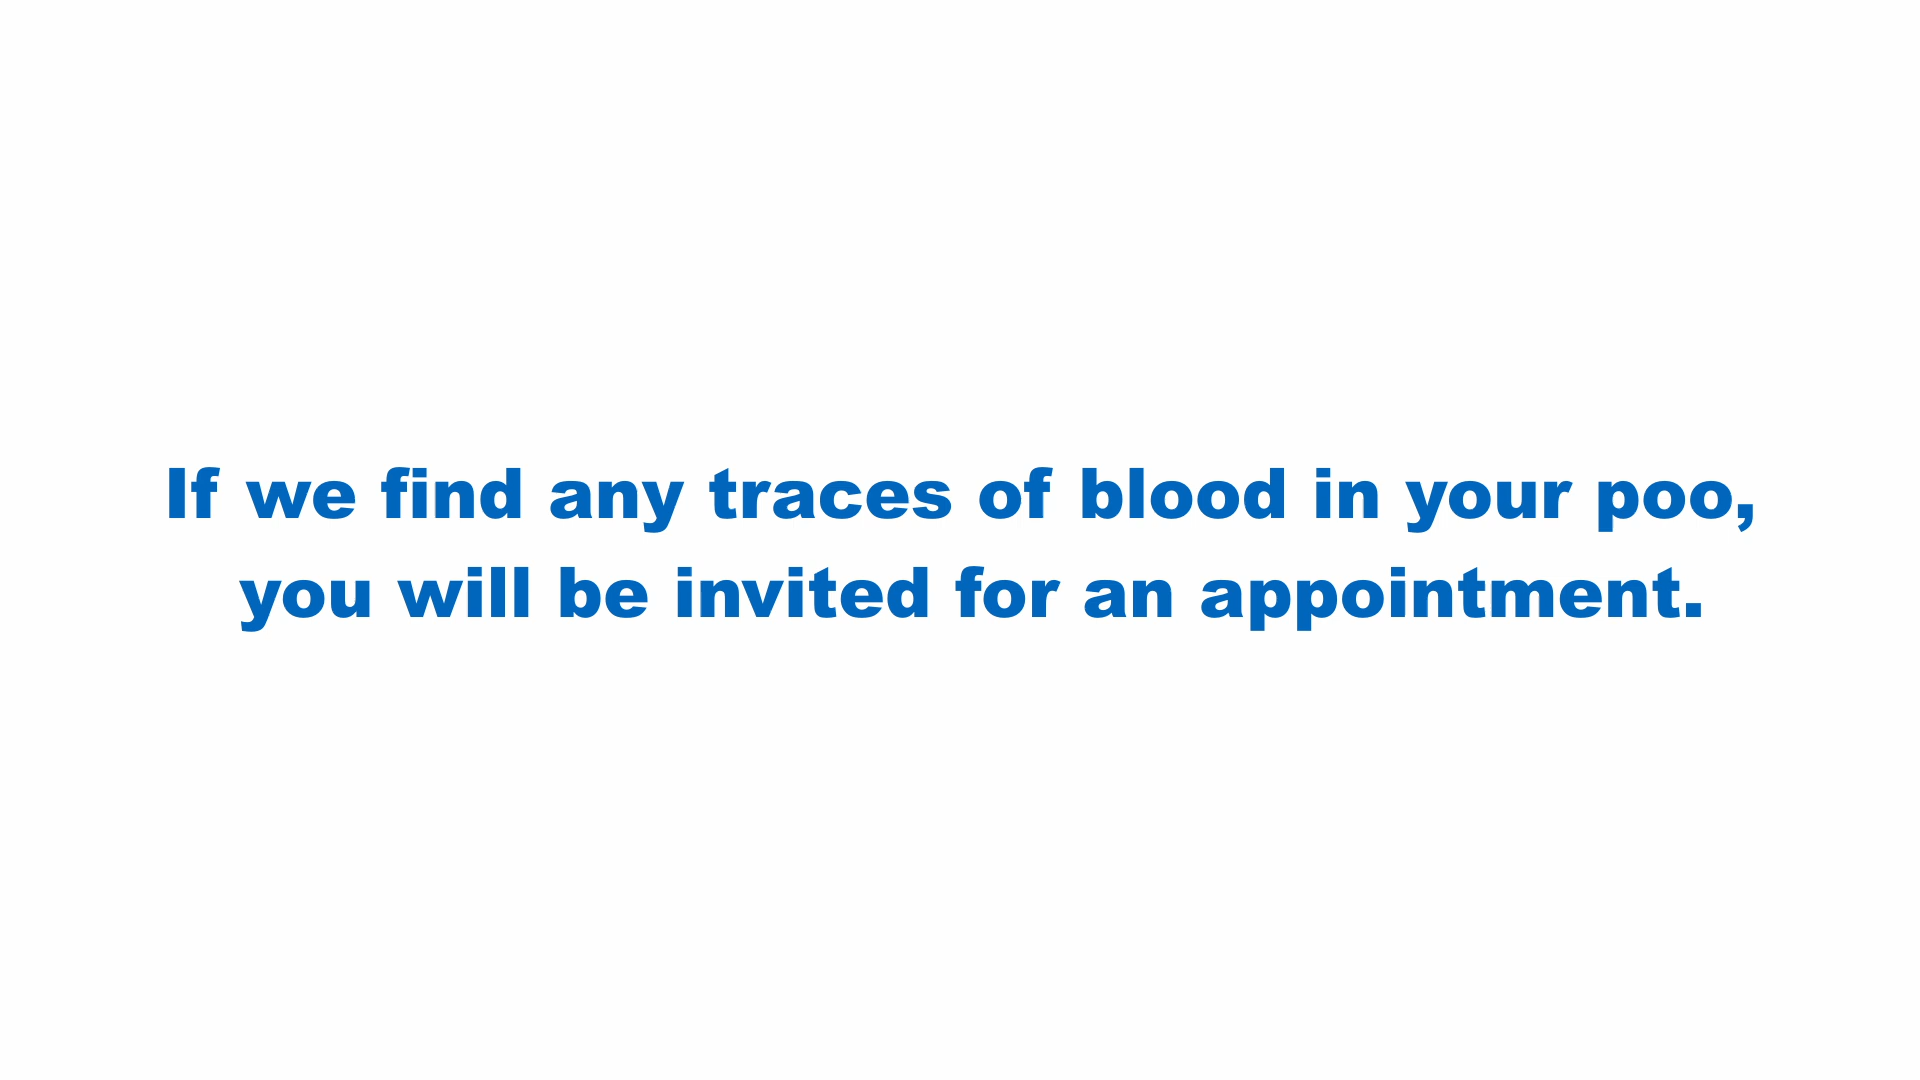 If we find any traces of blood in your poo,
you will be invited for an appointment.